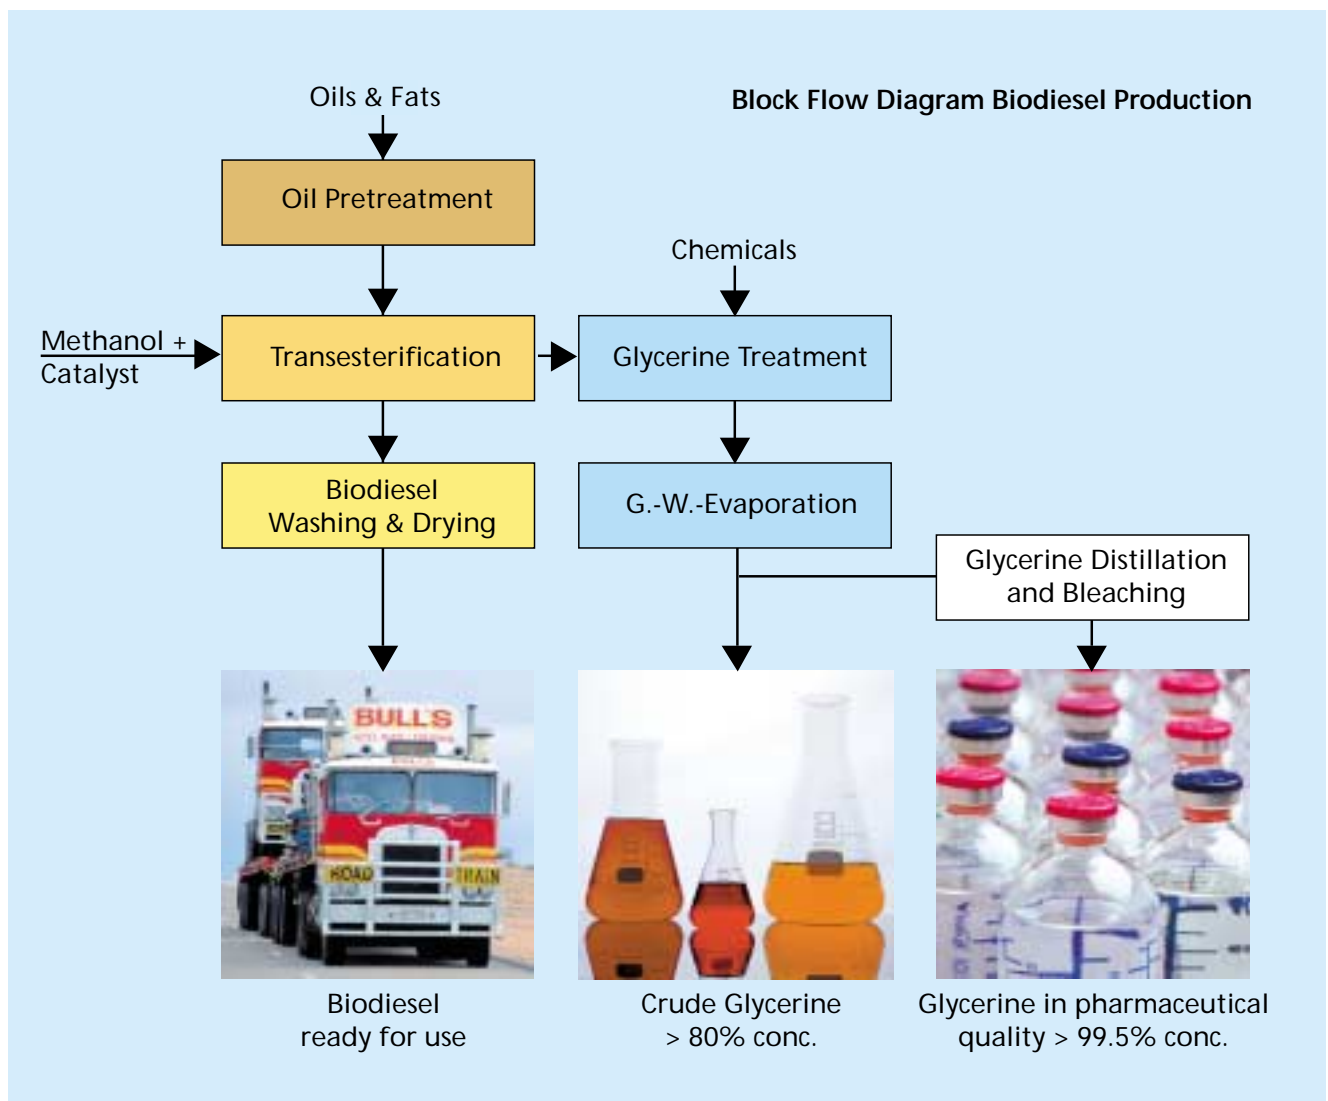 Block Flow Diagram Biodiesel Production
Oils & Fats
Oil Pretreatment
Chemicals
Methanol +
Catalyst
Transesterification
Glycerine Treatment
Biodiesel
Washing & Drying
G.-W.-Evaporation
Glycerine Distillation
and Bleaching
BULL'S
ROAD
TRAIN
Biodiesel
ready for use
Crude Glycerine
> 80% conc.
Glycerine in pharmaceutical
quality > 99.5% conc.